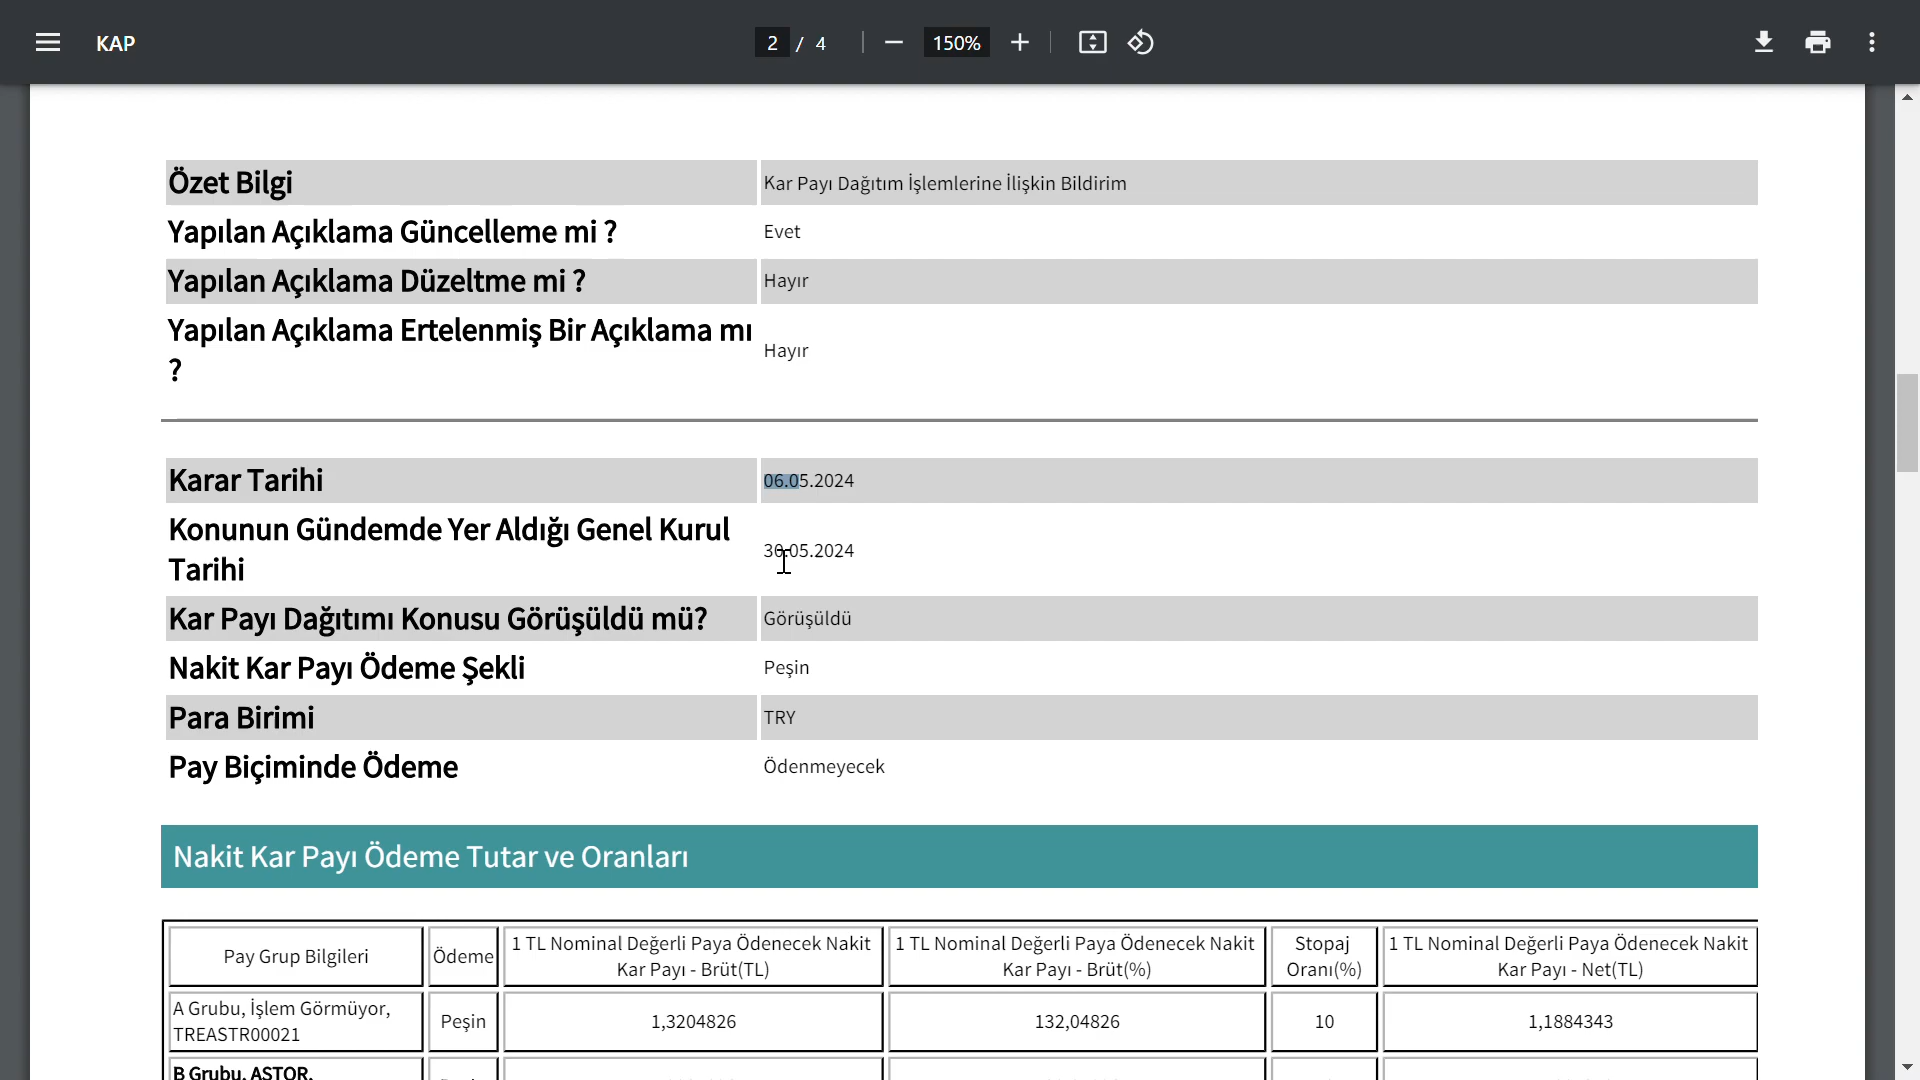 KAP
2 / 4
150%
Özet Bilgi
Kar Payı Dağıtım İşlemlerine İlişkin Bildirim
Yapılan Açıklama Güncelleme mi ?
Evet
Yapılan Açıklama Düzeltme mi ?
Hayır
Yapılan Açıklama Ertelenmiş Bir Açıklama mı
?
Hayır
Karar Tarihi
06.05.2024
Konunun Gündemde Yer Aldığı Genel Kurul
Tarihi
30.05.2024
Kar Payı Dağıtımı Konusu Görüşüldü mü?
Görüşüldü
Nakit Kar Payı Ödeme Şekli
Peşin
Para Birimi
TRY
Pay Biçiminde Ödeme
Ödenmeyecek
Nakit Kar Payı Ödeme Tutar ve Oranları
Pay Grup Bilgileri
Ödeme
1 TL Nominal Değerli Paya Ödenecek Nakit
Kar Payı - Brüt(TL)
1 TL Nominal Değerli Paya Ödenecek Nakit
Kar Payı - Brüt(%)
Stopaj
Oranı(%)
1 TL Nominal Değerli Paya Ödenecek Nakit
Kar Payı - Net(TL)
A Grubu, İşlem Görmüyor,
TREASTR00021
Peşin
1,3204826
132,04826
10
1,1884343
B Grubu, ASTOR,